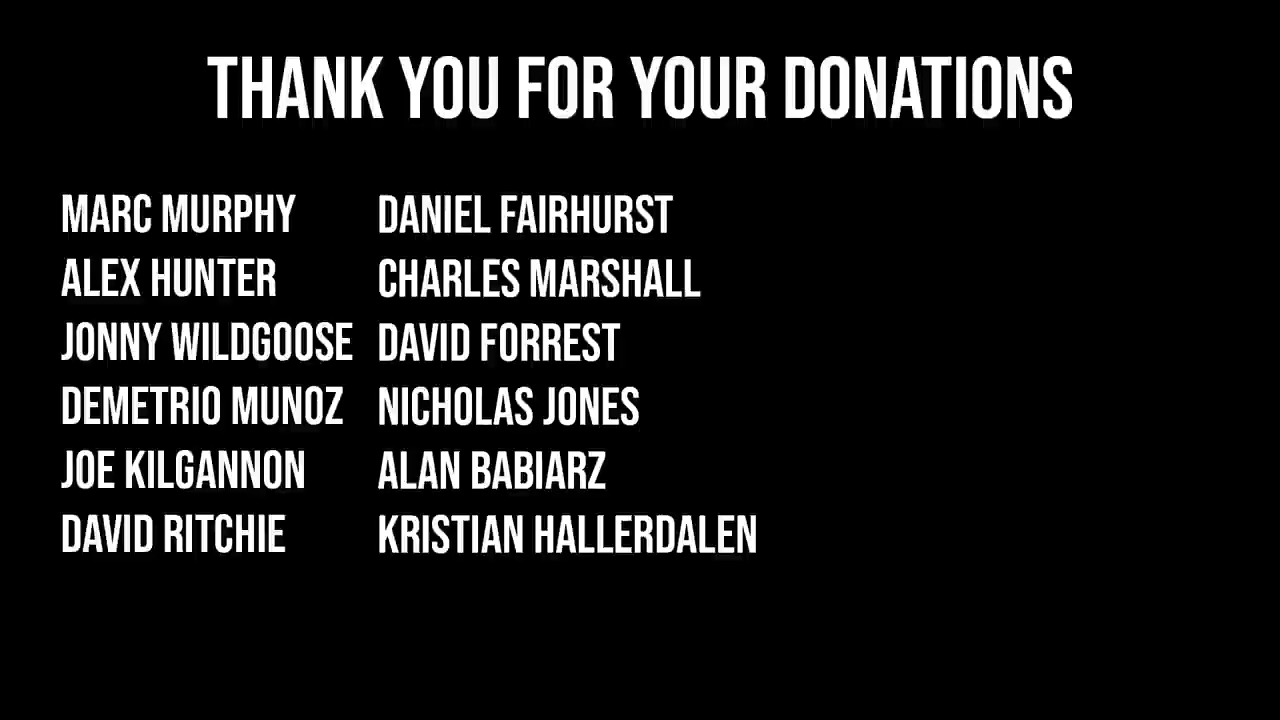 THANK YOU FOR YOUR DONATIONS
MARC MURPHY
ALEX HUNTER
JONNY WILDGOOSE
DEMETRIO MUNOZ
JOE KILGANNON
DAVID RITCHIE
DANIEL FAIRHURST
CHARLES MARSHALL
DAVID FORREST
NICHOLAS JONES
ALAN BABIARZ
KRISTIAN HALLERDALEN